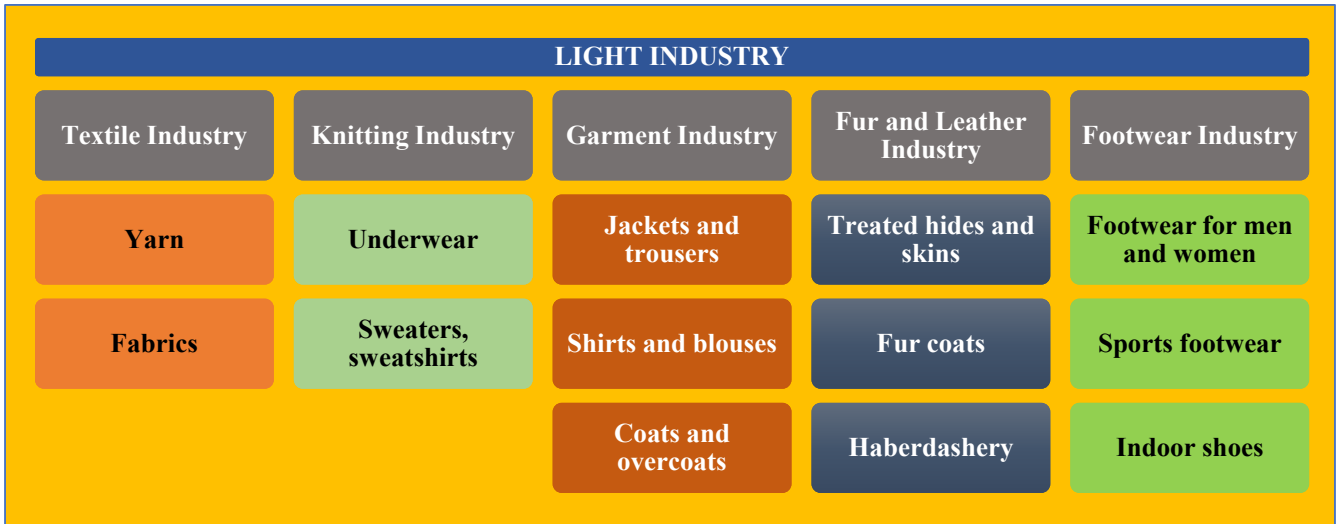 LIGHT INDUSTRY
Textile Industry
Knitting Industry
Garment Industry
Fur and Leather
Industry
Footwear Industry
Yarn
Underwear
Jackets and
trousers
Treated hides and
skins
Footwear for men
and women
Fabrics
Sweaters,
sweatshirts
Shirts and blouses
Fur coats
Sports footwear
Coats and
overcoats
Haberdashery
Indoor shoes